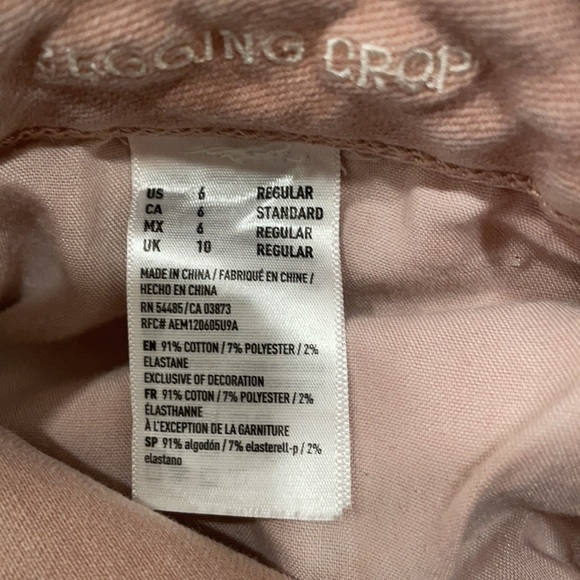 JEGGING CROP
US 6 REGULAR
CA 6 STANDARD
MX 6 REGULAR
UK 10 REGULAR
MADE IN CHINA / FABRIQUÉ EN CHINE /
HECHO EN CHINA
RN 54485/CA 03873
RFC# AEM120605U9A
EN 91% COTTON / 7% POLYESTER / 2%
ELASTANE
EXCLUSIVE OF DECORATION
FR 91% COTTON / 7% POLYESTER / 2%
ÉLASTHANNE
À L'EXCEPTION DE LA GARNITURE
SP 91% algodón / 7% elasterell-p / 2%
elastano